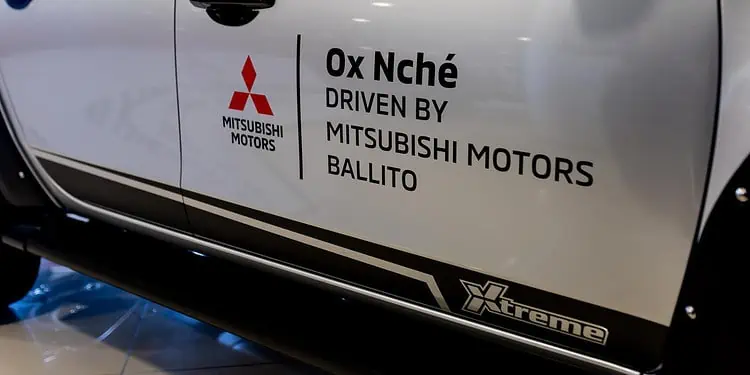 MITSUBISHI
MOTORS
Ox Nché
DRIVEN BY
MITSUBISHI MOTORS
BALLITO
Xtreme